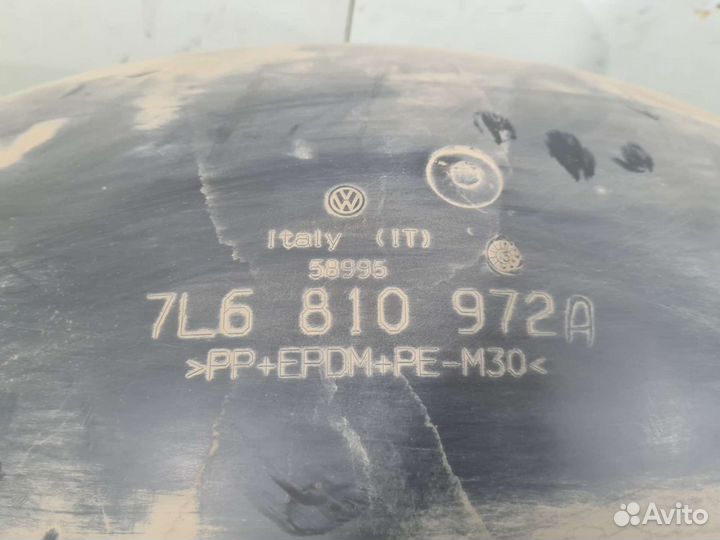 Italy (IT)
58995
7L6 810 972A
>PP+EPDM+PE-M30<
Avito